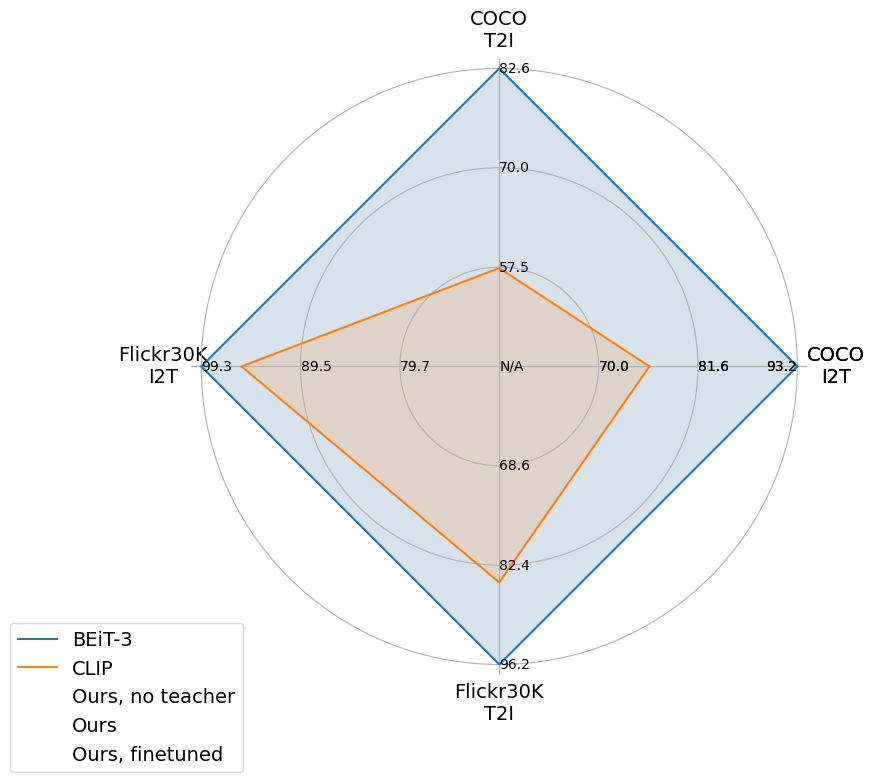 COCO
T2I
82.6
70.0
57.5
Flickr30K
I2T
99.3
89.5
79.7
N/A
70.0
81.6
93.2
COCO
I2T
68.6
82.4
96.2
Flickr30K
T2I
BEiT-3
CLIP
Ours, no teacher
Ours
Ours, finetuned